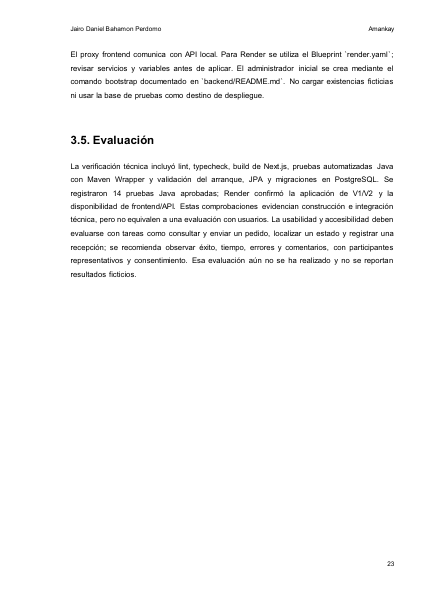 Jairo Daniel Bahamon Perdomo Amankay
El proxy frontend comunica con API local. Para Render se utiliza el Blueprint `render.yaml`;
revisar servicios y variables antes de aplicar. El administrador inicial se crea mediante el
comando bootstrap documentado en `backend/README.md`. No cargar existencias ficticias
ni usar la base de pruebas como destino de despliegue.
3.5. Evaluación
La verificación técnica incluyó lint, typecheck, build de Next.js, pruebas automatizadas Java
con Maven Wrapper y validación del arranque, JPA y migraciones en PostgreSQL. Se
registraron 14 pruebas Java aprobadas; Render confirmó la aplicación de V1/V2 y la
disponibilidad de frontend/API. Estas comprobaciones evidencian construcción e integración
técnica, pero no equivalen a una evaluación con usuarios. La usabilidad y accesibilidad deben
evaluarse con tareas como consultar y enviar un pedido, localizar un estado y registrar una
recepción; se recomienda observar éxito, tiempo, errores y comentarios, con participantes
representativos y consentimiento. Esa evaluación aún no se ha realizado y no se reportan
resultados ficticios.
23